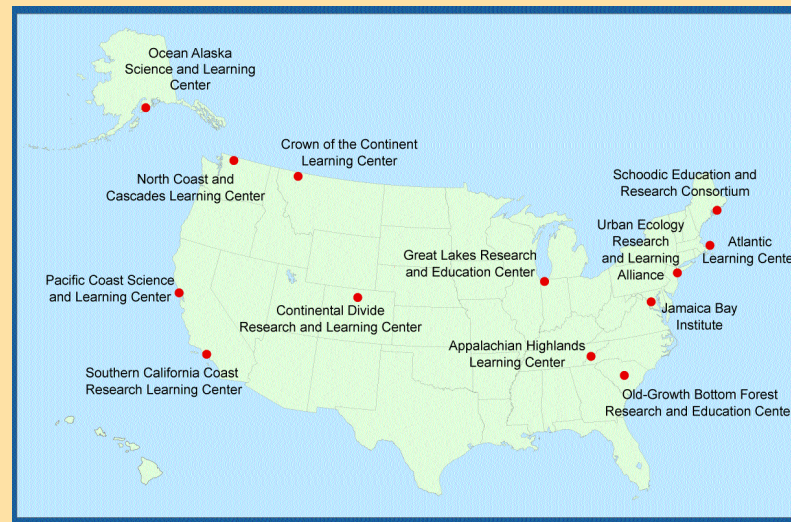 Ocean Alaska
Science and Learning
Center
Crown of the Continent
Learning Center
North Coast and
Cascades Learning Center
Schoodic Education and
Research Consortium
Urban Ecology
Research
and Learning
Alliance
Atlantic
Learning Cente
Great Lakes Research
and Education Center
Pacific Coast Science
and Learning Center
Continental Divide
Research and Learning Center
Jamaica Bay
Institute
Appalachian Highlands
Learning Center
Southern California Coast
Research Learning Center
Old-Growth Bottom Forest
Research and Education Cente